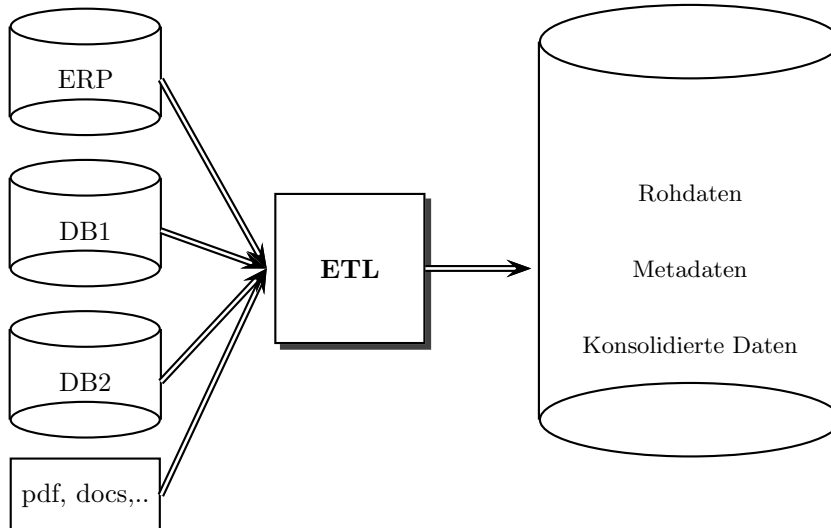 ERP
DB1
DB2
pdf, docs,..
ETL
Rohdaten
Metadaten
Konsolidierte Daten